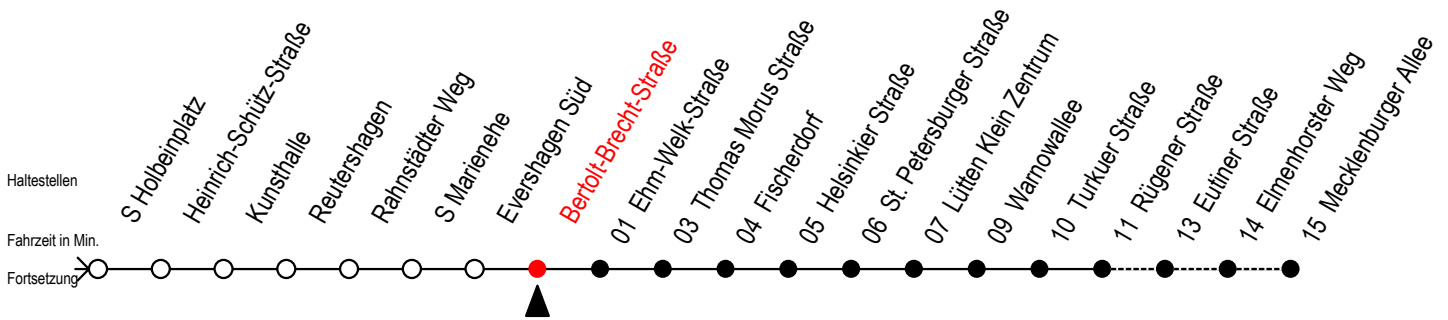 Haltestellen
Fahrzeit in Min.
Fortsetzung
S Holbeinplatz
Heinrich-Schütz-Straße
Kunsthalle
Reutershagen
Rahnstädter Weg
S Marienehe
Evershagen Süd
Bertolt-Brecht-Straße
01 Ehm-Welk-Straße
03 Thomas Morus Straße
04 Fischerdorf
05 Helsinkier Straße
06 St. Petersburger Straße
07 Lütten Klein Zentrum
09 Warnowallee
10 Turkuer Straße
11 Rügener Straße
13 Eutiner Straße
14 Elmenhorster Weg
15 Mecklenburger Allee